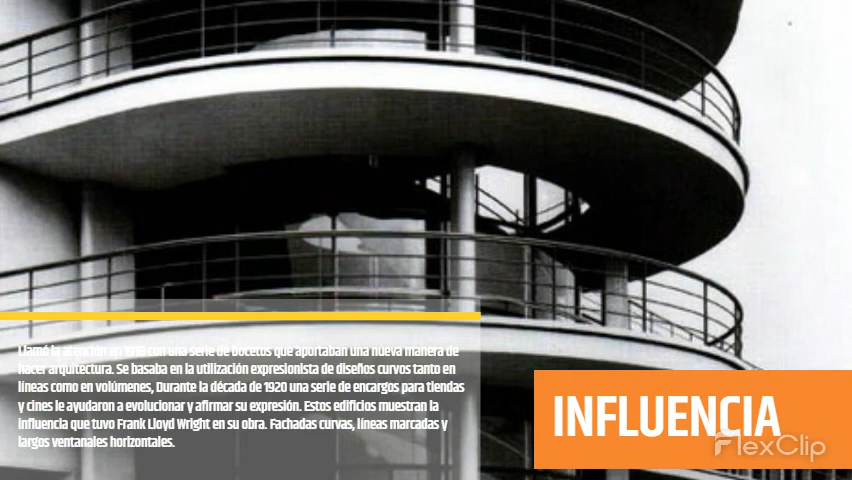 Llamó la atención en 1918 con una serie de bocetos que aportaban una nueva manera de
hacer arquitectura. Se basaba en la utilización expresionista de diseños curvos tanto en
líneas como en volúmenes, Durante la década de 1920 una serie de encargos para tiendas
y cines le ayudaron a evolucionar y afirmar su expresión. Estos edificios muestran la
influencia que tuvo Frank Lloyd Wright en su obra. Fachadas curvas, líneas marcadas y
largos ventanales horizontales.
INFLUENCIA
FlexClip